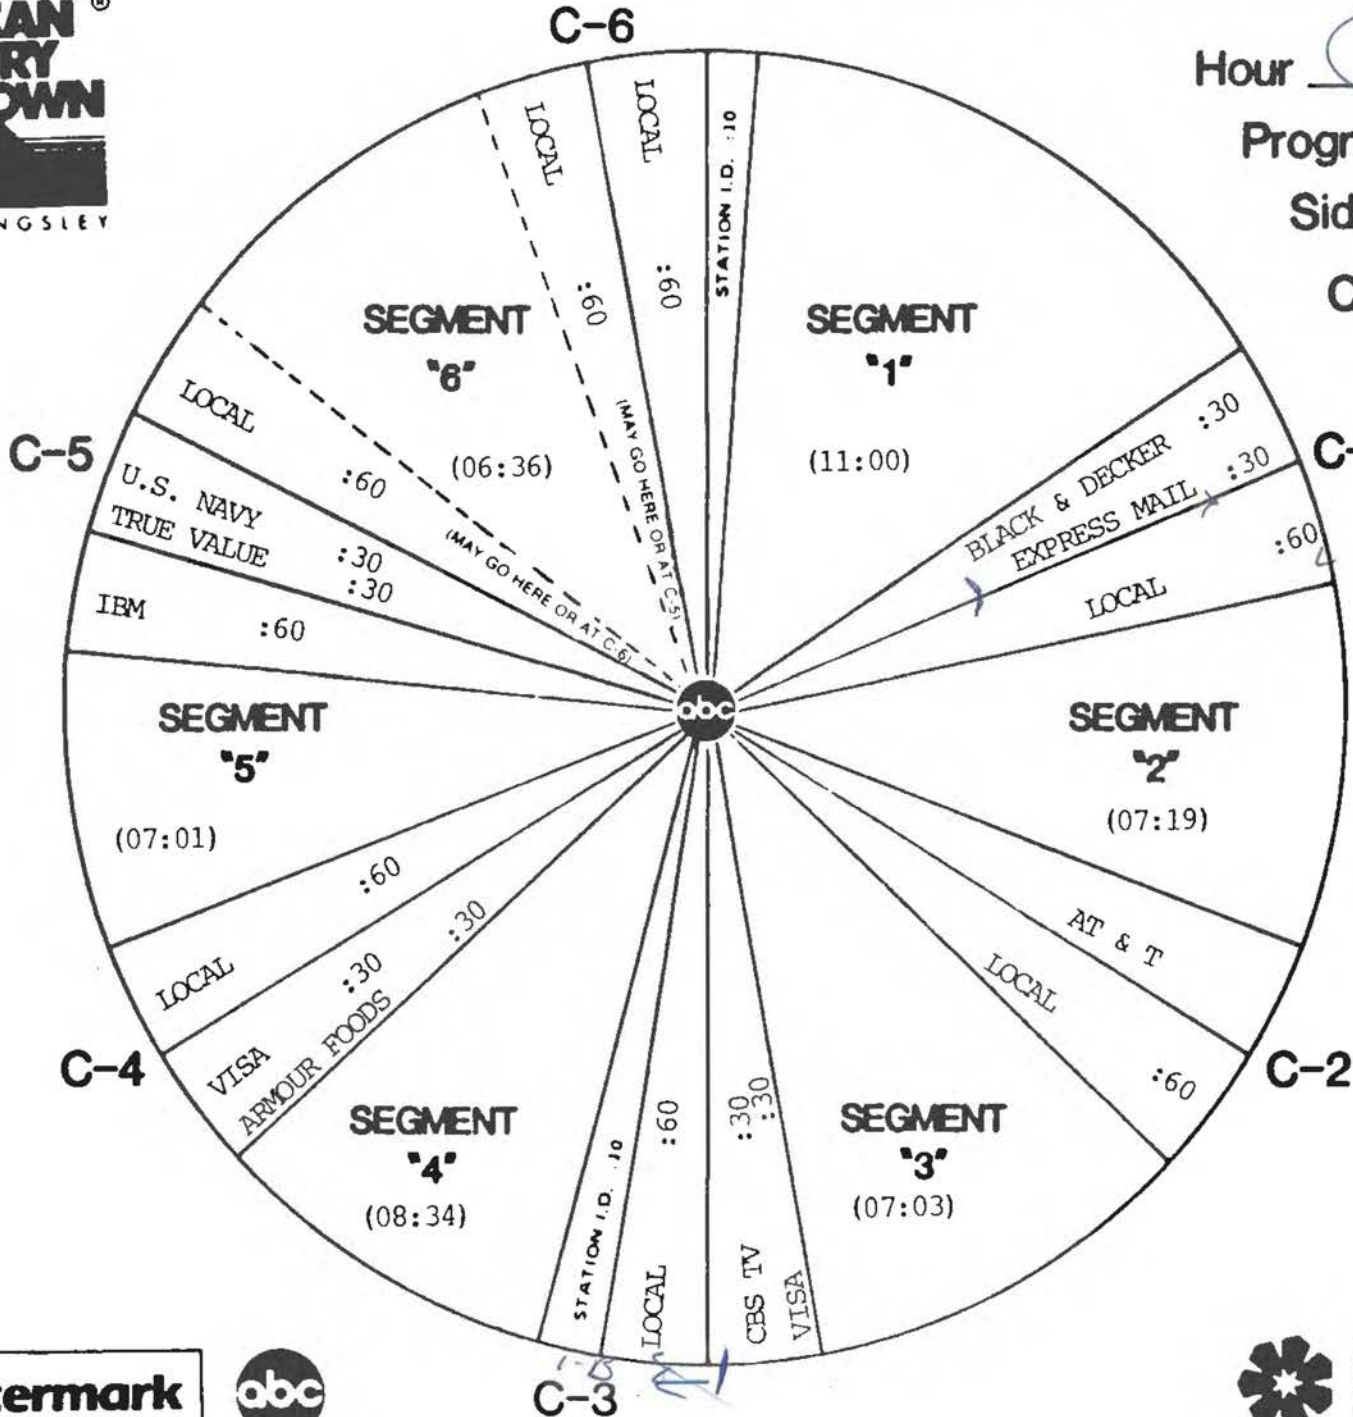 C-6
Hour
SEGMENT
"1"
(11:00)
STATION I.D. :10
BLACK & DECKER :30
EXPRESS MAIL :30
LOCAL :60
SEGMENT
"2"
(07:19)
AT & T
LOCAL :60
C-2
SEGMENT
"3"
(07:03)
CBS TV :30
VISA :30
LOCAL :60
STATION I.D. :10
C-3
SEGMENT
"4"
(08:34)
ARMOUR FOODS :30
VISA :30
LOCAL :60
C-4
SEGMENT
"5"
(07:01)
IBM :60
TRUE VALUE :30
U.S. NAVY :30
C-5
LOCAL :60
(MAY GO HERE OR AT C-6)
SEGMENT
"6"
(06:36)
LOCAL :60
(MAY GO HERE OR AT C-5)
LOCAL :60
abc
abc